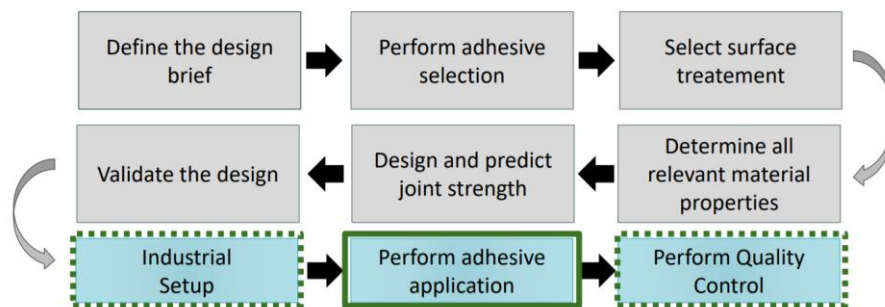 Define the design
brief
Perform adhesive
selection
Select surface
treatement
Determine all
relevant material
properties
Design and predict
joint strength
Validate the design
Industrial
Setup
Perform adhesive
application
Perform Quality
Control